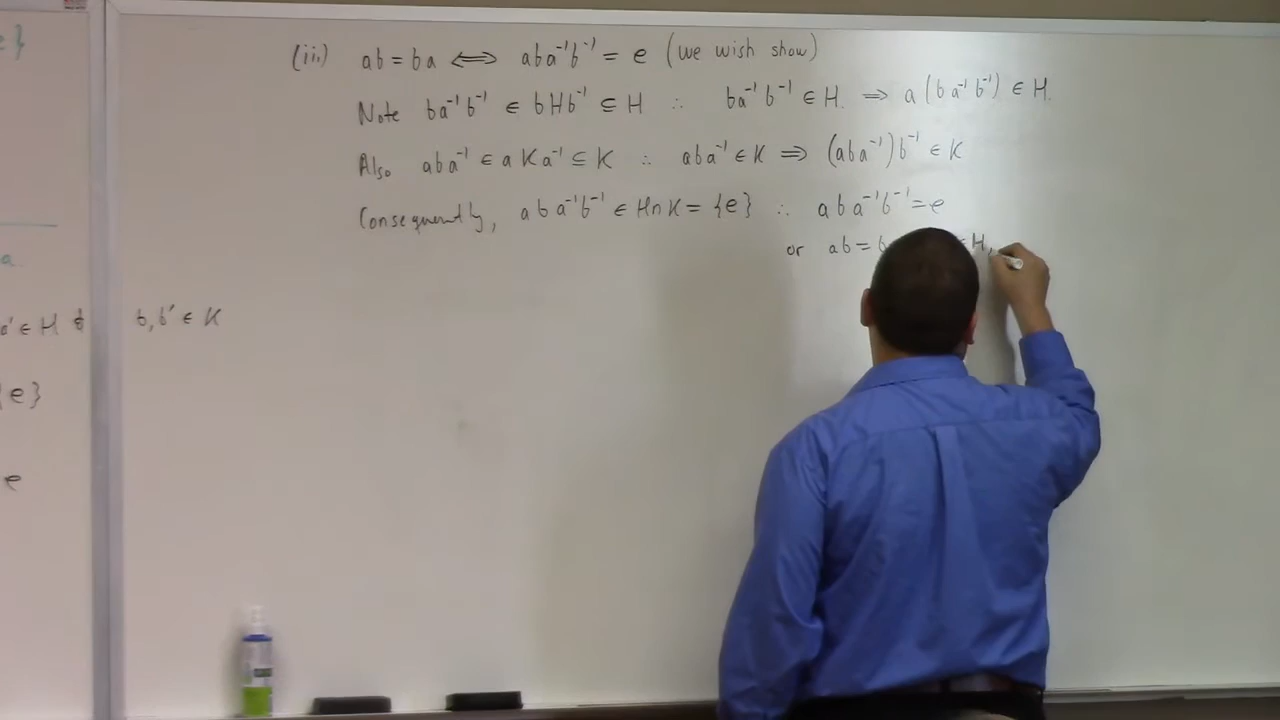 e}
a
a' ∈ H &
b, b' ∈ K
{e}
e
(iii) ab = ba ⟺ aba⁻¹b⁻¹ = e (we wish show)
Note ba⁻¹b⁻¹ ∈ bHb⁻¹ ⊆ H ∴ ba⁻¹b⁻¹ ∈ H. ⟹ a(ba⁻¹b⁻¹) ∈ H.
Also aba⁻¹ ∈ aKa⁻¹ ⊆ K ∴ aba⁻¹ ∈ K ⟹ (aba⁻¹)b⁻¹ ∈ K
Consequently, aba⁻¹b⁻¹ ∈ H∩K = {e} ∴ aba⁻¹b⁻¹ = e
or ab = b ∈ H,